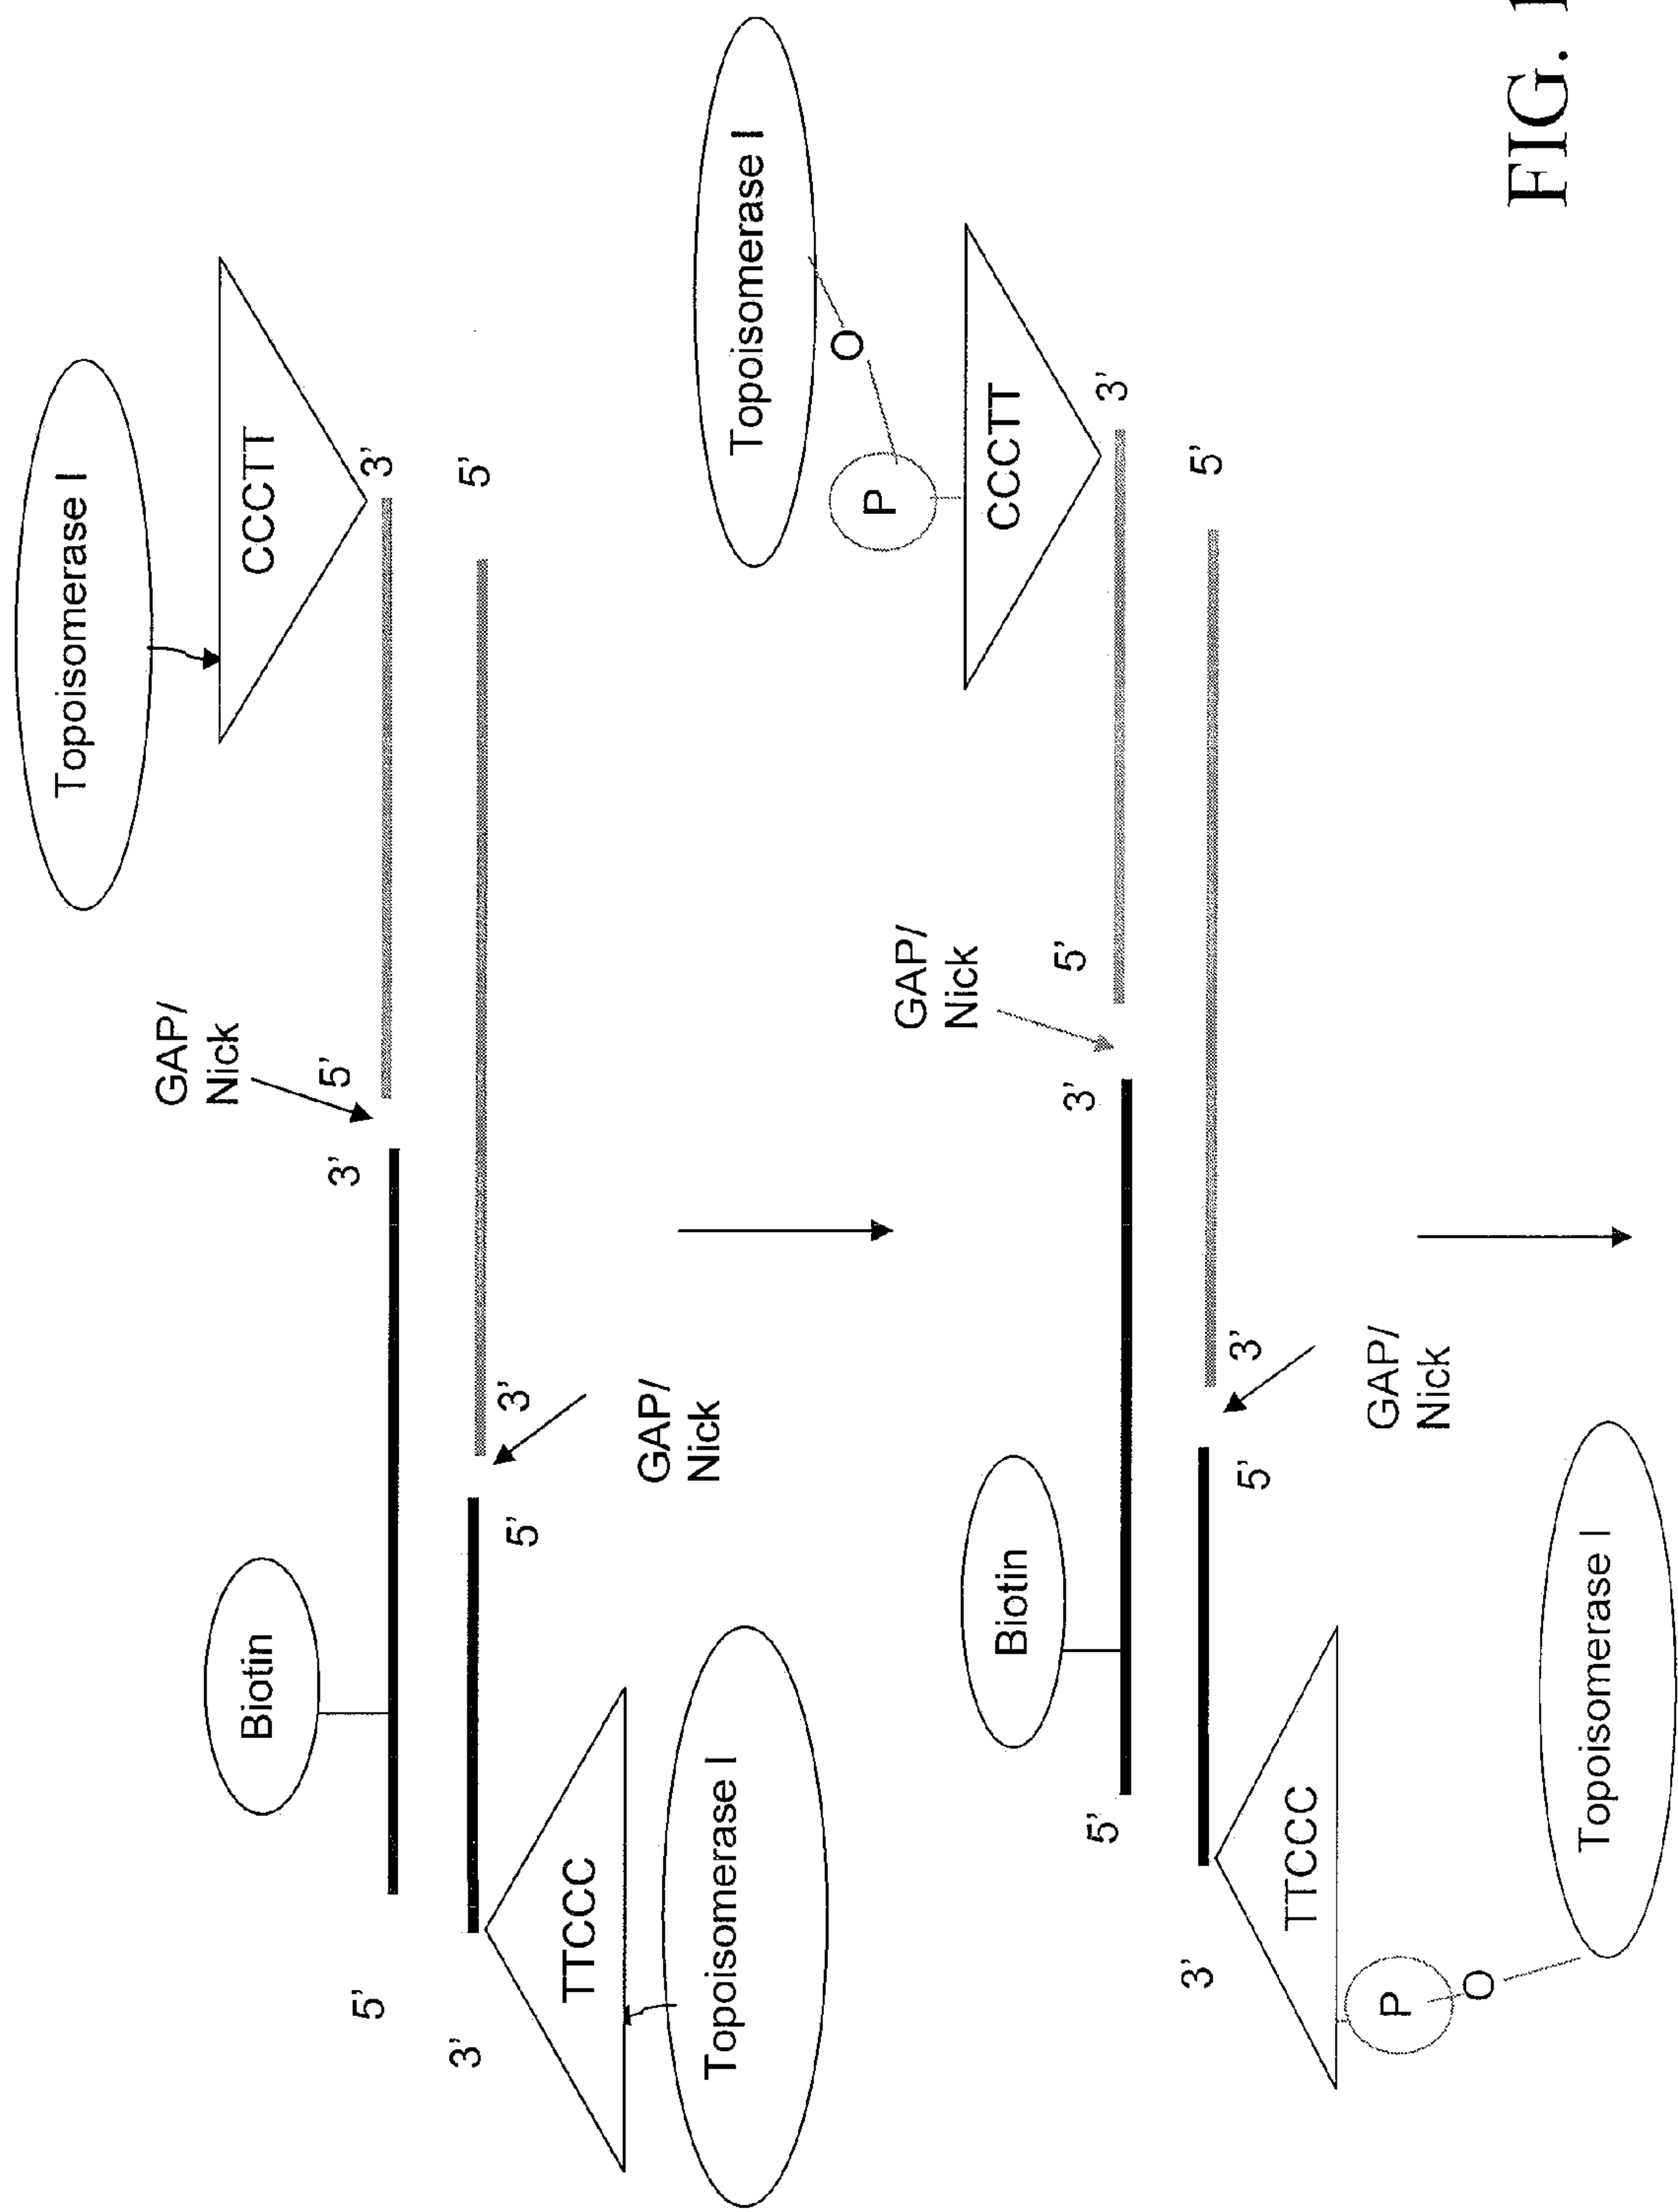 Topoisomerase I
GAP/
Nick
Biotin
CCCTT
3'
5'
5'
3'
3'
5'
5'
3'
TTCCC
GAP/
Nick
Topoisomerase I
Topoisomerase I
O
P
GAP/
Nick
Biotin
CCCTT
3'
5'
5'
3'
3'
5'
5'
3'
TTCCC
GAP/
Nick
P
O
Topoisomerase I
FIG. 1